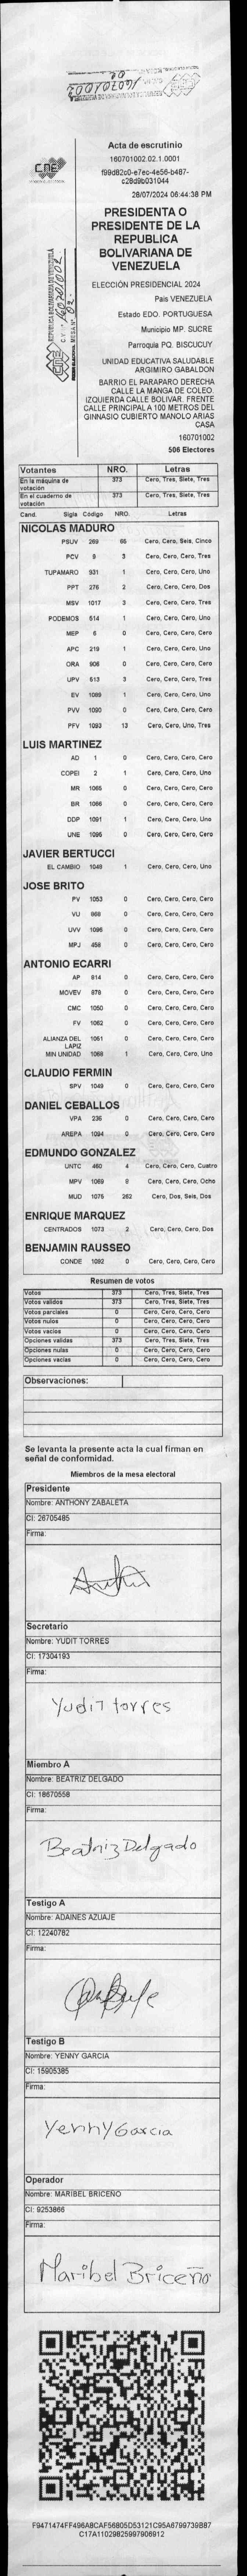 CNE
REPUBLICA BOLIVARIANA DE VENEZUELA
Acta de escrutinio
160701002.02.1.0001
f99d82c0-e7ec-4e56-b487-
c28d9b031044
28/07/2024 06:44:38 PM
PRESIDENTA O
PRESIDENTE DE LA
REPUBLICA
BOLIVARIANA DE
VENEZUELA
ELECCIÓN PRESIDENCIAL 2024
Pais VENEZUELA
Estado EDO. PORTUGUESA
Municipio MP. SUCRE
Parroquia PQ. BISCUCUY
UNIDAD EDUCATIVA SALUDABLE
ARGIMIRO GABALDON
BARRIO EL PARAPARO DERECHA
CALLE LA MANGA DE COLEO.
IZQUIERDA CALLE BOLIVAR. FRENTE
CALLE PRINCIPAL A 100 METROS DEL
GINNASIO CUBIERTO MANOLO ARIAS
CASA
160701002
506 Electores
Votantes NRO. Letras
En la máquina de votación 373 Cero, Tres, Siete, Tres
En el cuaderno de votación 373 Cero, Tres, Siete, Tres
Cand. Sigla Código NRO. Letras
NICOLAS MADURO
PSUV 269 65 Cero, Cero, Seis, Cinco
PCV 9 3 Cero, Cero, Cero, Tres
TUPAMARO 931 1 Cero, Cero, Cero, Uno
PPT 276 2 Cero, Cero, Cero, Dos
MSV 1017 3 Cero, Cero, Cero, Tres
PODEMOS 514 1 Cero, Cero, Cero, Uno
MEP 6 0 Cero, Cero, Cero, Cero
APC 219 1 Cero, Cero, Cero, Uno
ORA 906 0 Cero, Cero, Cero, Cero
UPV 613 3 Cero, Cero, Cero, Tres
EV 1089 1 Cero, Cero, Cero, Uno
PVV 1090 0 Cero, Cero, Cero, Cero
PFV 1093 13 Cero, Cero, Uno, Tres
LUIS MARTINEZ
AD 1 0 Cero, Cero, Cero, Cero
COPEI 2 1 Cero, Cero, Cero, Uno
MR 1065 0 Cero, Cero, Cero, Cero
BR 1066 0 Cero, Cero, Cero, Cero
DDP 1091 1 Cero, Cero, Cero, Uno
UNE 1095 0 Cero, Cero, Cero, Cero
JAVIER BERTUCCI
EL CAMBIO 1048 1 Cero, Cero, Cero, Uno
JOSE BRITO
PV 1053 0 Cero, Cero, Cero, Cero
VU 868 0 Cero, Cero, Cero, Cero
UVV 1096 0 Cero, Cero, Cero, Cero
MPJ 458 0 Cero, Cero, Cero, Cero
ANTONIO ECARRI
AP 814 0 Cero, Cero, Cero, Cero
MOVEV 878 0 Cero, Cero, Cero, Cero
CMC 1050 0 Cero, Cero, Cero, Cero
FV 1062 0 Cero, Cero, Cero, Cero
ALIANZA DEL LAPIZ 1051 0 Cero, Cero, Cero, Cero
MIN UNIDAD 1068 1 Cero, Cero, Cero, Uno
CLAUDIO FERMIN
SPV 1049 0 Cero, Cero, Cero, Cero
DANIEL CEBALLOS
VPA 236 0 Cero, Cero, Cero, Cero
AREPA 1094 0 Cero, Cero, Cero, Cero
EDMUNDO GONZALEZ
UNTC 460 4 Cero, Cero, Cero, Cuatro
MPV 1069 8 Cero, Cero, Cero, Ocho
MUD 1075 262 Cero, Dos, Seis, Dos
ENRIQUE MARQUEZ
CENTRADOS 1073 2 Cero, Cero, Cero, Dos
BENJAMIN RAUSSEO
CONDE 1092 0 Cero, Cero, Cero, Cero
Resumen de votos
Votos 373 Cero, Tres, Siete, Tres
Votos validos 373 Cero, Tres, Siete, Tres
Votos parciales 0 Cero, Cero, Cero, Cero
Votos nulos 0 Cero, Cero, Cero, Cero
Votos vacios 0 Cero, Cero, Cero, Cero
Opciones validas 373 Cero, Tres, Siete, Tres
Opciones nulas 0 Cero, Cero, Cero, Cero
Opciones vacias 0 Cero, Cero, Cero, Cero
Observaciones:
Se levanta la presente acta la cual firman en
señal de conformidad.
Miembros de la mesa electoral
Presidente
Nombre: ANTHONY ZABALETA
CI: 26705485
Firma:
Secretario
Nombre: YUDIT TORRES
CI: 17304193
Firma:
Yudit torres
Miembro A
Nombre: BEATRIZ DELGADO
CI: 18670558
Firma:
Beatriz Delgado
Testigo A
Nombre: ADAINES AZUAJE
CI: 12240782
Firma:
Testigo B
Nombre: YENNY GARCIA
CI: 15905385
Firma:
Yenny Garcia
Operador
Nombre: MARIBEL BRICEÑO
CI: 9253866
Firma:
Maribel Briceño
F9471474FF496A8CAF56805D53121C95A6799739B87
C17A11029825997906912